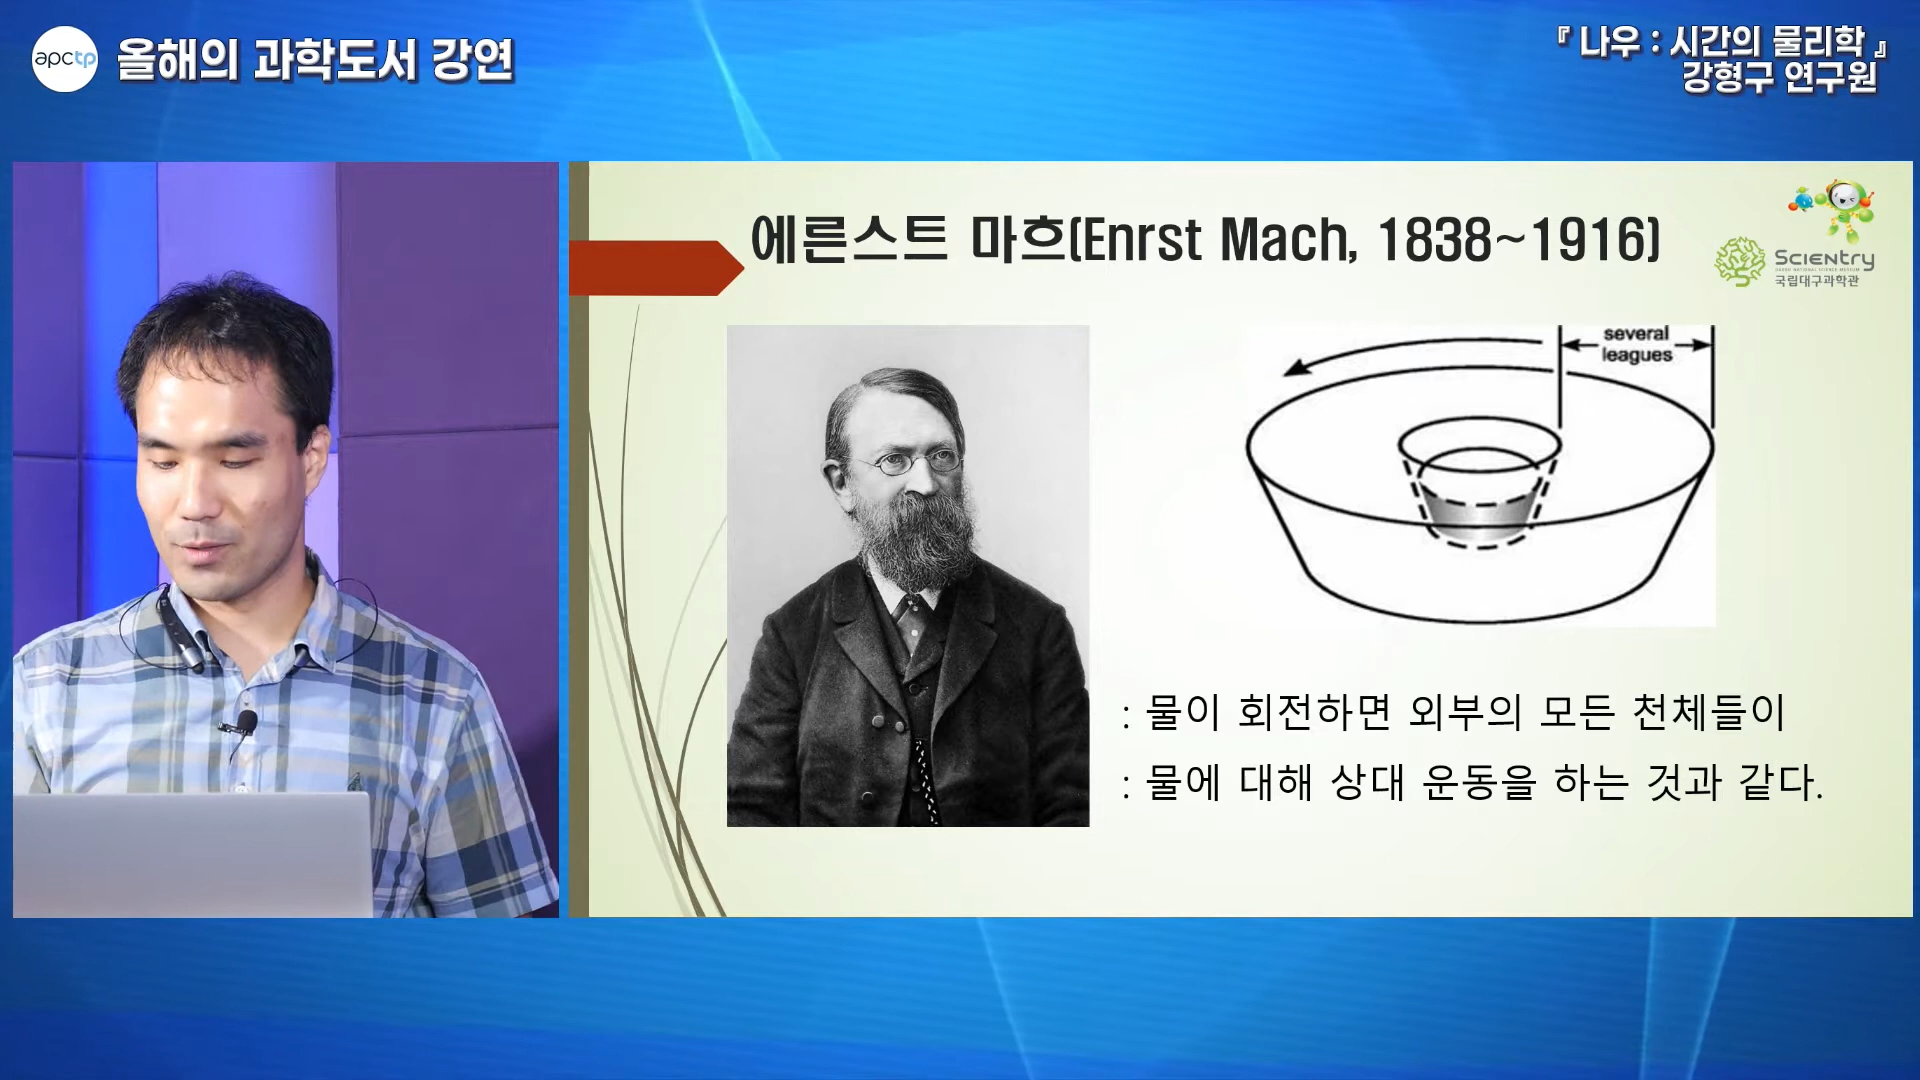 apctp 올해의 과학도서 강연
『 나우 : 시간의 물리학 』
강형구 연구원
에른스트 마흐(Enrst Mach, 1838~1916)
Scientry
국립대구과학관
several
leagues
: 물이 회전하면 외부의 모든 천체들이
: 물에 대해 상대 운동을 하는 것과 같다.